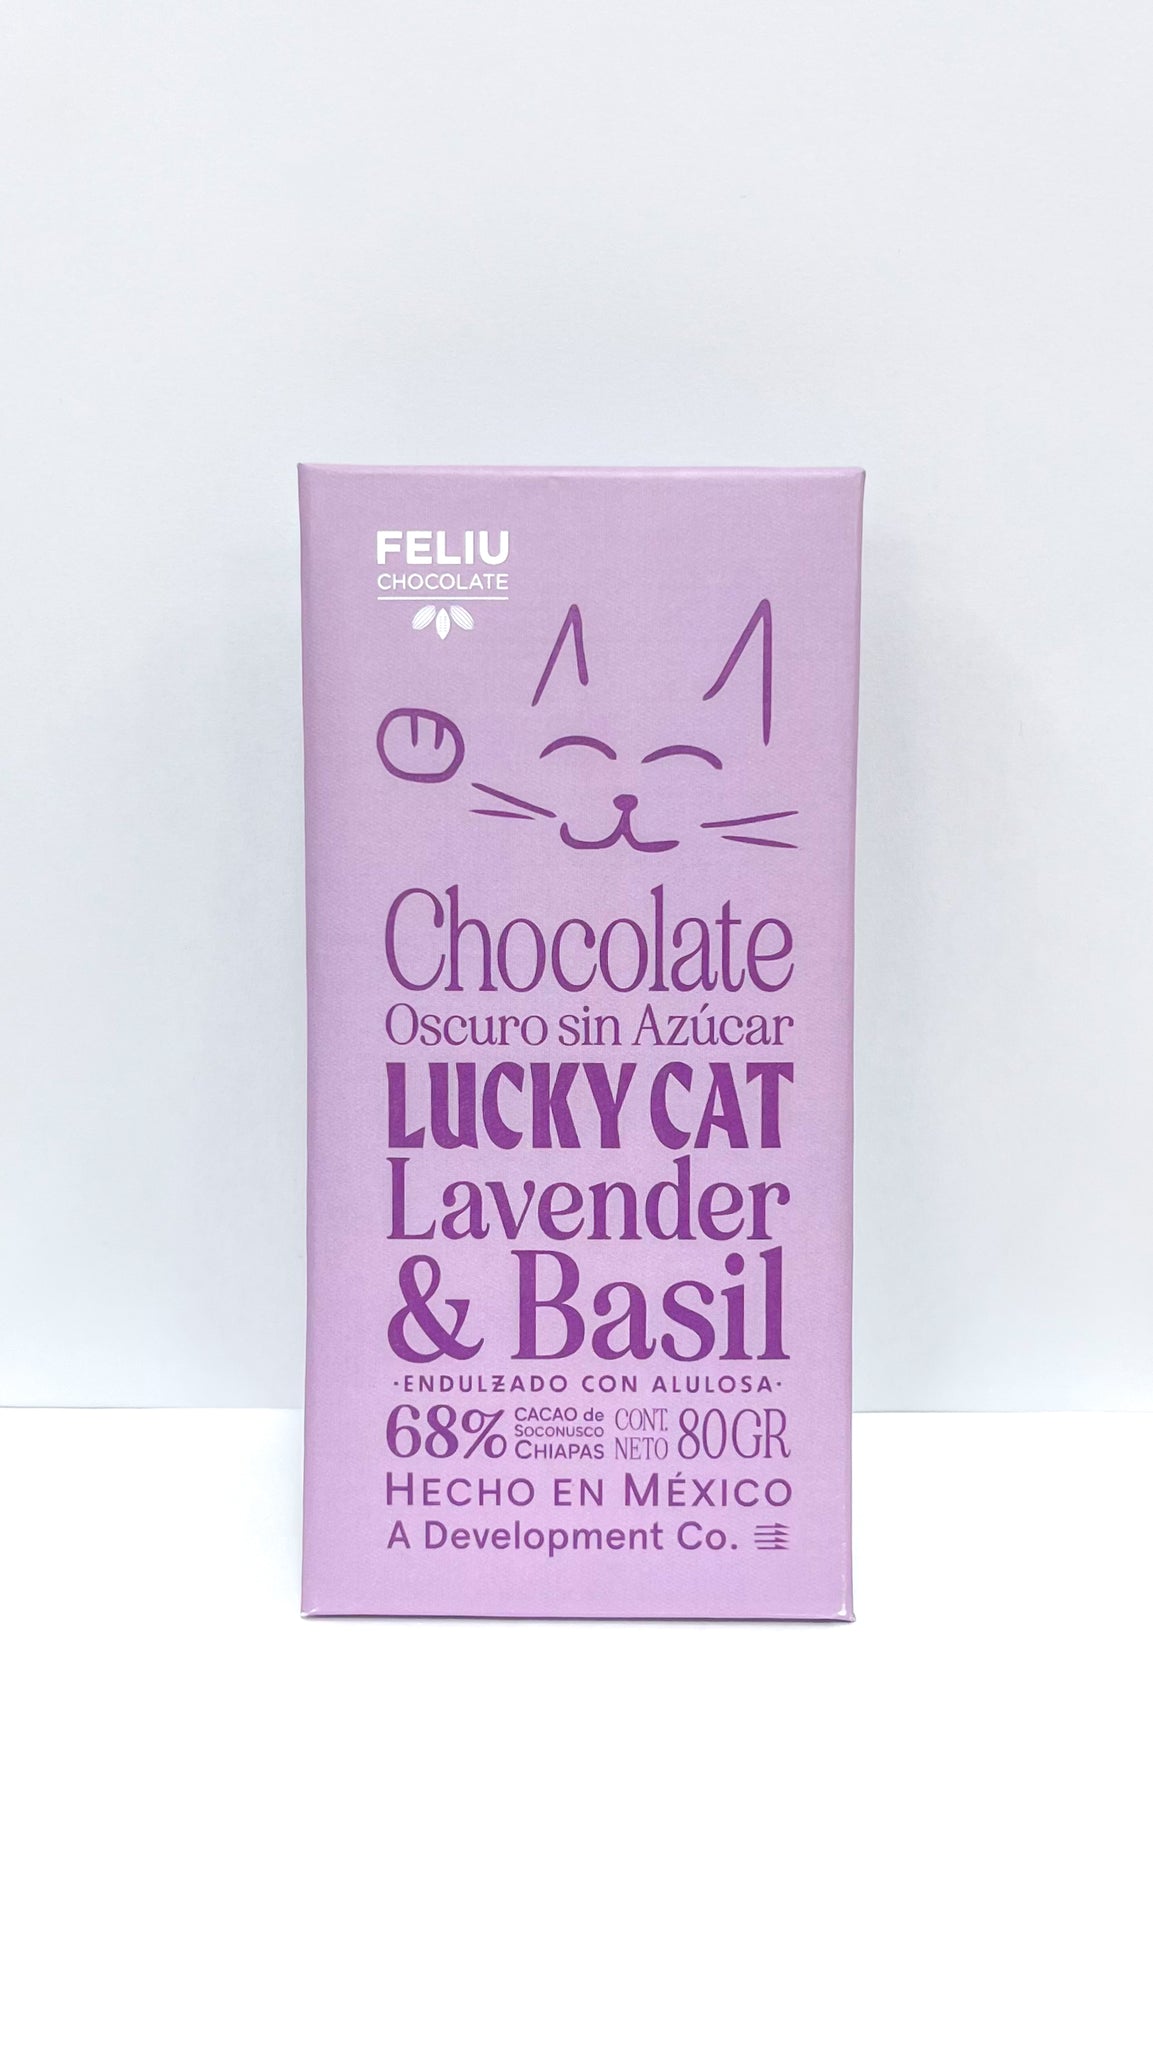 FELIU
CHOCOLATE
Chocolate
Oscuro sin Azúcar
LUCKY CAT
Lavender
& Basil
·ENDULZADO CON ALULOSA·
68% CACAO de SOCONUSCO CHIAPAS CONT. NETO 80GR
HECHO EN MÉXICO
A Development Co.